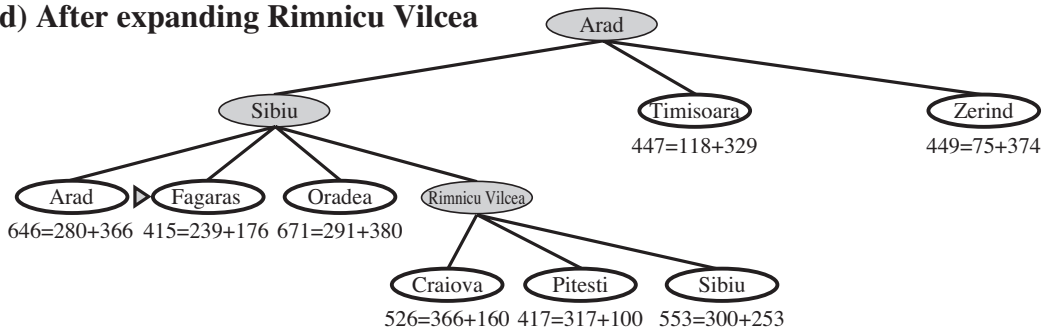 d) After expanding Rimnicu Vilcea
Arad
Sibiu
Timisoara
Zerind
447=118+329
449=75+374
Arad
Fagaras
Oradea
Rimnicu Vilcea
646=280+366
415=239+176
671=291+380
Craiova
Pitesti
Sibiu
526=366+160
417=317+100
553=300+253